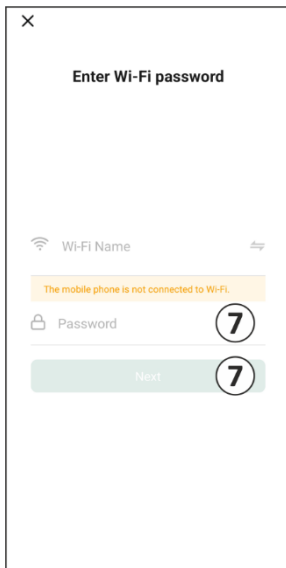 Enter Wi-Fi password
Wi-Fi Name
The mobile phone is not connected to Wi-Fi.
Password 7
Next 7